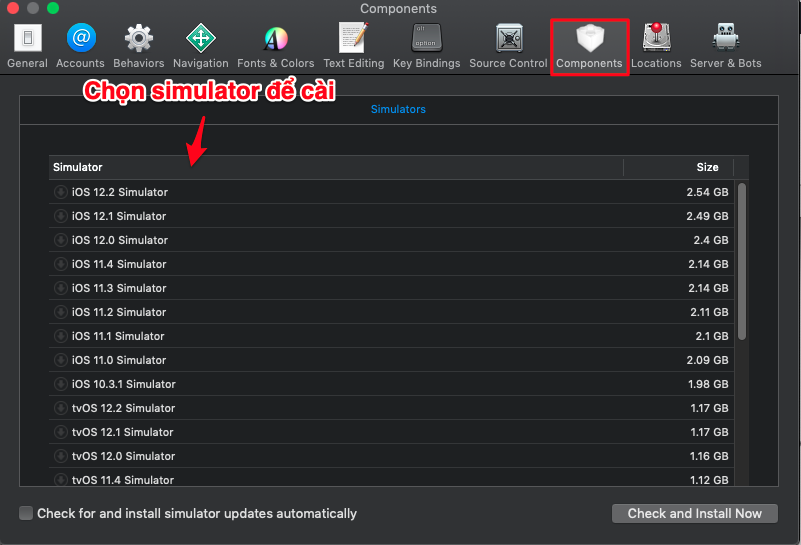 Components
General Accounts Behaviors Navigation Fonts & Colors Text Editing Key Bindings Source Control Components Locations Server & Bots
Chọn simulator để cài
Simulators
Simulator Size
iOS 12.2 Simulator 2.54 GB
iOS 12.1 Simulator 2.49 GB
iOS 12.0 Simulator 2.4 GB
iOS 11.4 Simulator 2.14 GB
iOS 11.3 Simulator 2.14 GB
iOS 11.2 Simulator 2.11 GB
iOS 11.1 Simulator 2.1 GB
iOS 11.0 Simulator 2.09 GB
iOS 10.3.1 Simulator 1.98 GB
tvOS 12.2 Simulator 1.17 GB
tvOS 12.1 Simulator 1.17 GB
tvOS 12.0 Simulator 1.16 GB
tvOS 11.4 Simulator 1.12 GB
Check for and install simulator updates automatically Check and Install Now